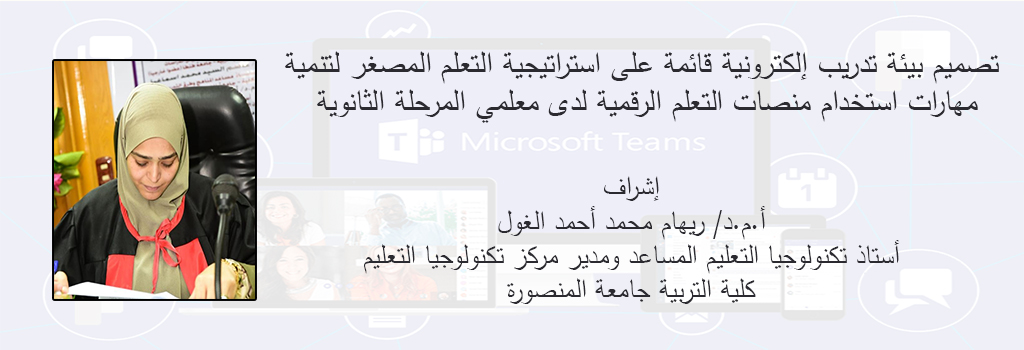 تصميم بيئة تدريب إلكترونية قائمة على استراتيجية التعلم المصغر لتنمية
مهارات استخدام منصات التعلم الرقمية لدى معلمي المرحلة الثانوية
Microsoft Teams
إشراف
أ.م.د/ ريهام محمد أحمد الغول
أستاذ تكنولوجيا التعليم المساعد ومدير مركز تكنولوجيا التعليم
كلية التربية جامعة المنصورة
1